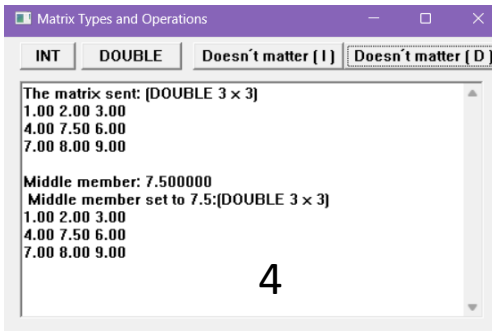 Matrix Types and Operations
INT DOUBLE Doesn´t matter ( I ) Doesn´t matter ( D )
The matrix sent: (DOUBLE 3 x 3)
1.00 2.00 3.00
4.00 7.50 6.00
7.00 8.00 9.00
Middle member: 7.500000
Middle member set to 7.5:(DOUBLE 3 x 3)
1.00 2.00 3.00
4.00 7.50 6.00
7.00 8.00 9.00
4